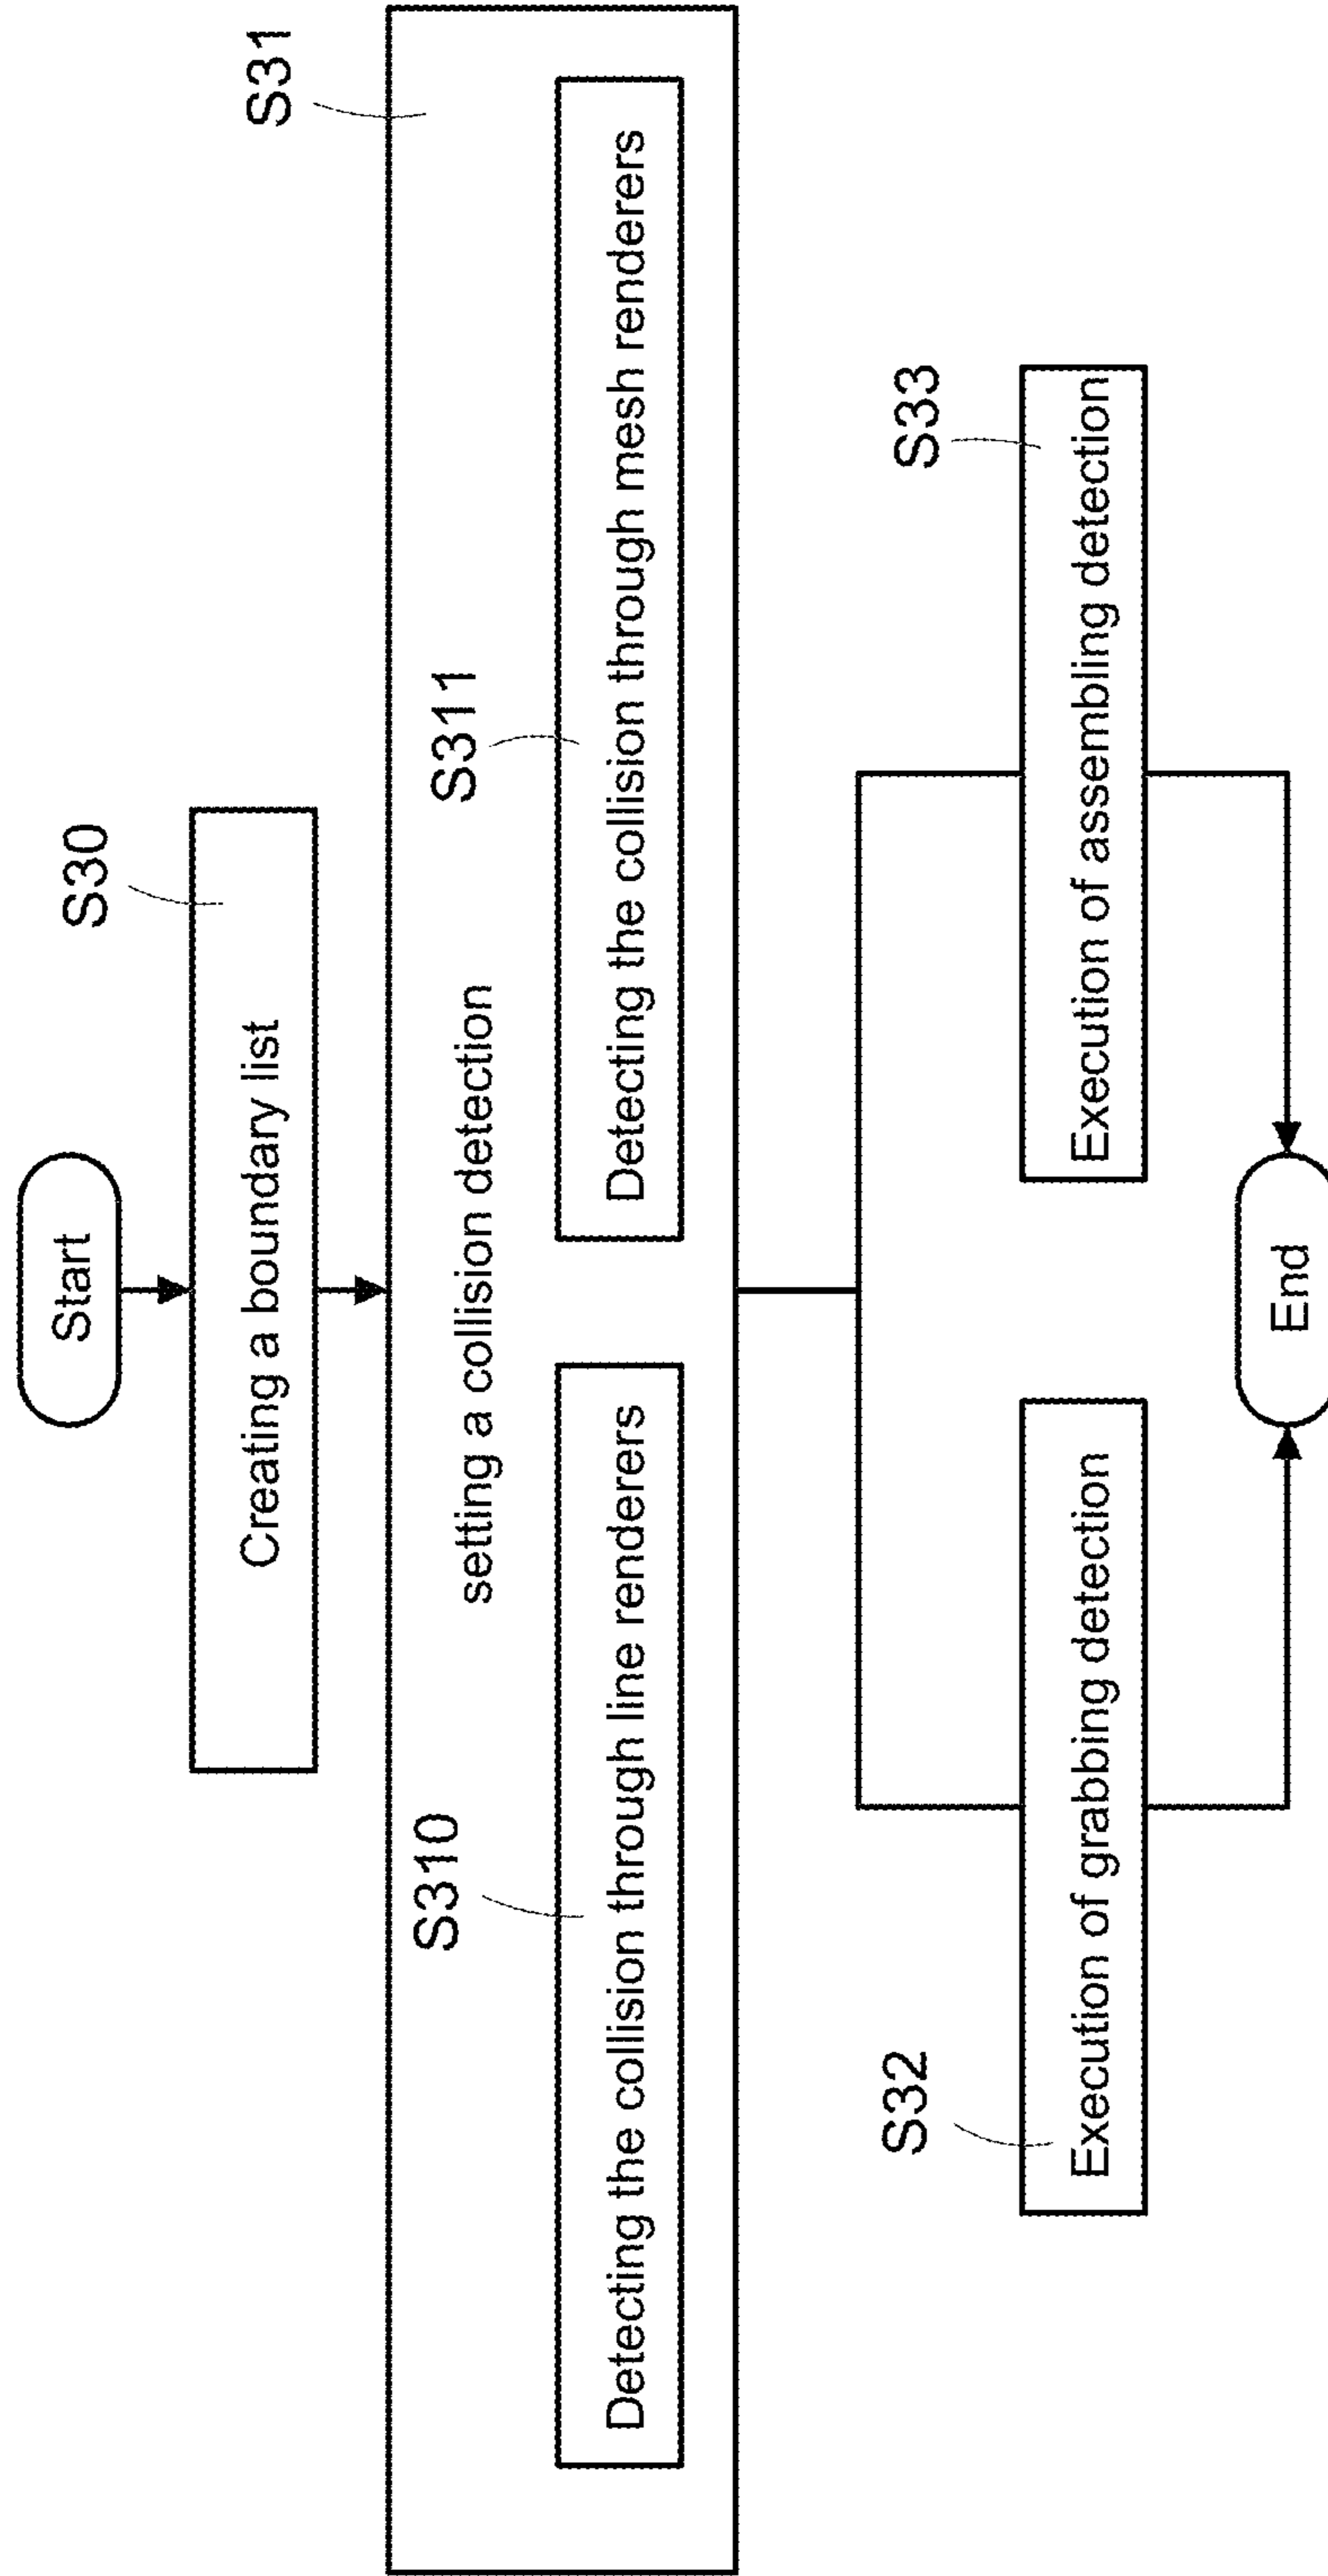 Start
S30
Creating a boundary list
S31
setting a collision detection
S310
Detecting the collision through line renderers
S311
Detecting the collision through mesh renderers
S32
Execution of grabbing detection
S33
Execution of assembling detection
End